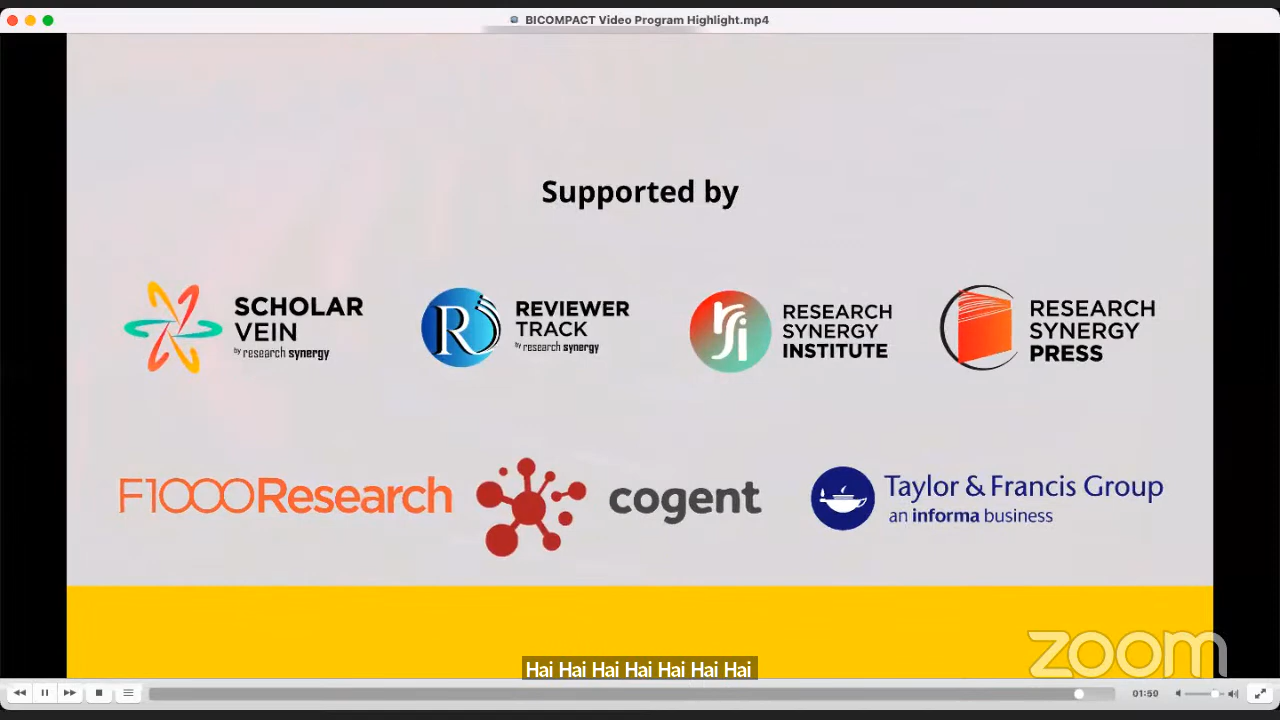 BICOMPACT Video Program Highlight.mp4
Supported by
SCHOLAR
VEIN
by research synergy
REVIEWER
TRACK
by research synergy
RESEARCH
SYNERGY
INSTITUTE
RESEARCH
SYNERGY
PRESS
F1000Research
cogent
Taylor & Francis Group
an informa business
zoom
Hai Hai Hai Hai Hai Hai Hai
01:50